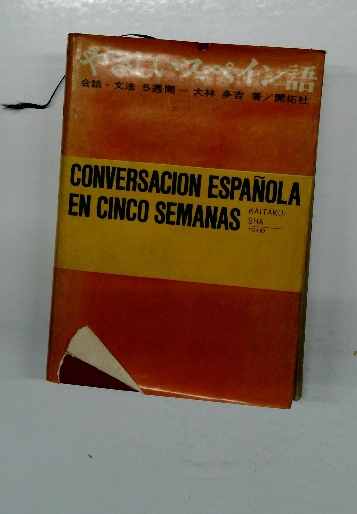 やさしいスペイン語
会話・文法 5週間— 大林 多吉 著／開拓社
CONVERSACION ESPAÑOLA
EN CINCO SEMANAS
KAITAKU-
SHA
TOKIO